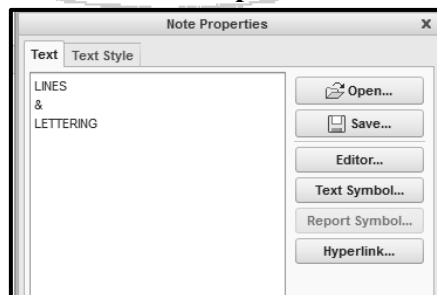 Note Properties X
Text Text Style
LINES
&
LETTERING
Open...
Save...
Editor...
Text Symbol...
Report Symbol...
Hyperlink...